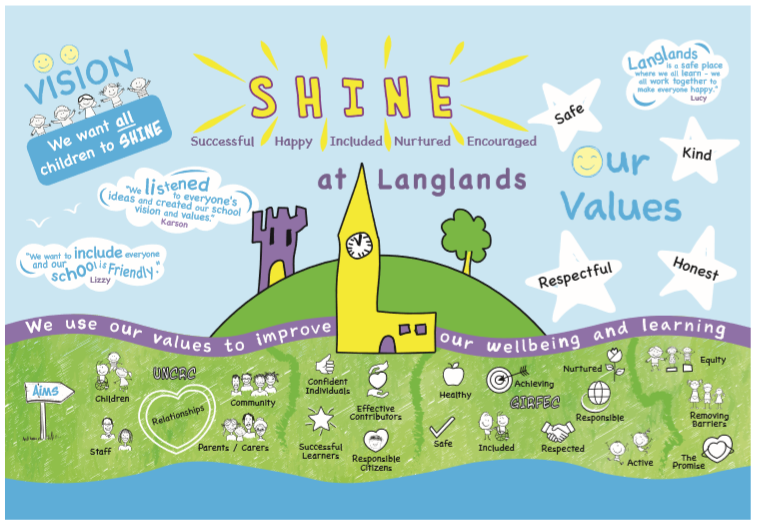 VISION
We want all
children to SHINE
SHINE
Successful Happy Included Nurtured Encouraged
at Langlands
Langlands
is a safe place
where we all learn - we
all work together to
make everyone happy."
Lucy
Safe
Kind
Our
Values
Respectful
Honest
"We listened
to everyone's
ideas and created our school
vision and values."
Karson
"We want to include everyone
and our
school is Friendly."
Lizzy
We use our values to improve
our wellbeing and learning
AIMS
Children
Staff
UNCRC
Relationships
Community
Parents / Carers
Confident
Individuals
Successful
Learners
Effective
Contributors
Responsible
Citizens
Healthy
Safe
Achieving
GIRFEC
Included
Nurtured
Responsible
Respected
Active
Equity
Removing
Barriers
The
Promise